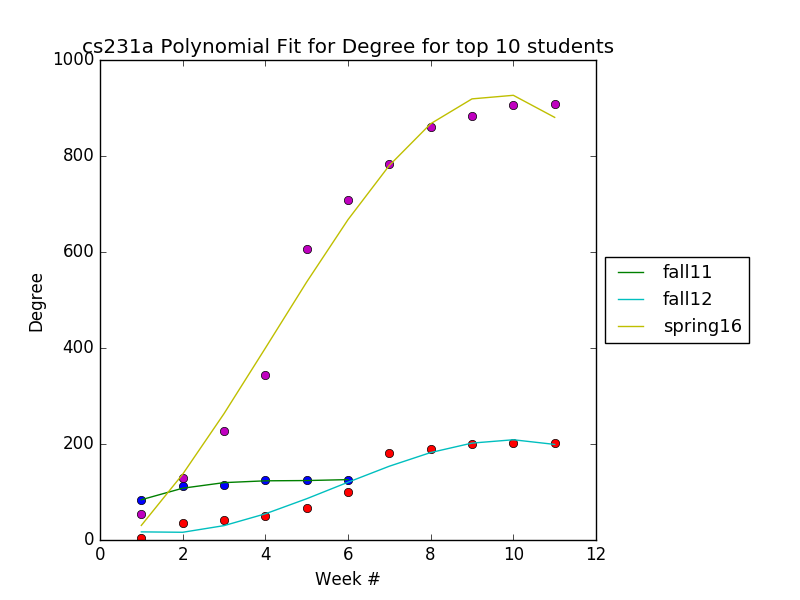 cs231a Polynomial Fit for Degree for top 10 students
1000
800
600
400
200
0
Degree
0 2 4 6 8 10 12
Week #
fall11
fall12
spring16